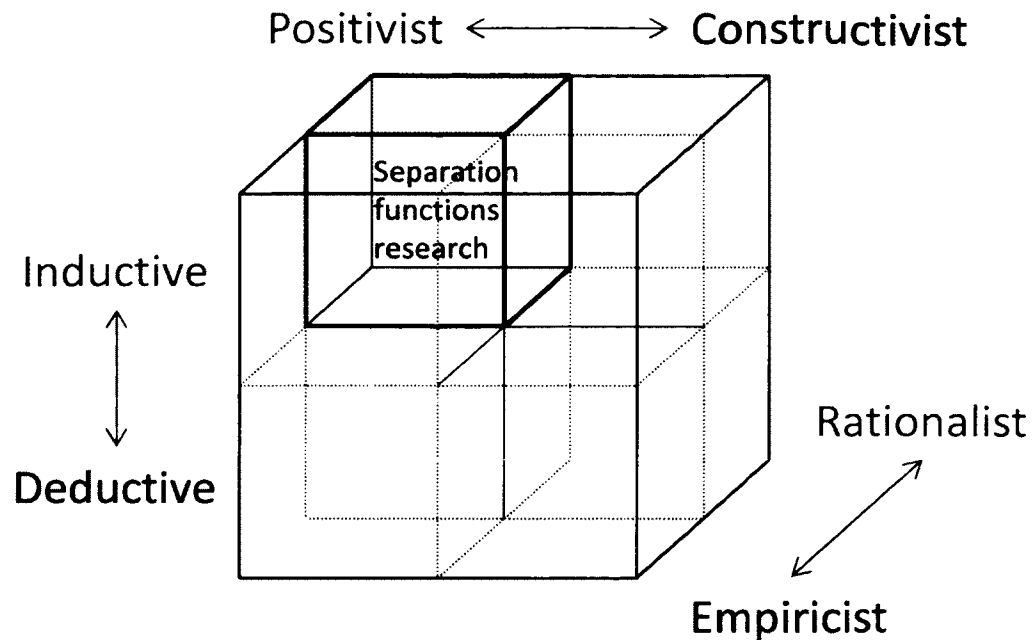 Positivist Constructivist
Separation
functions
research
Inductive
Deductive
Rationalist
Empiricist